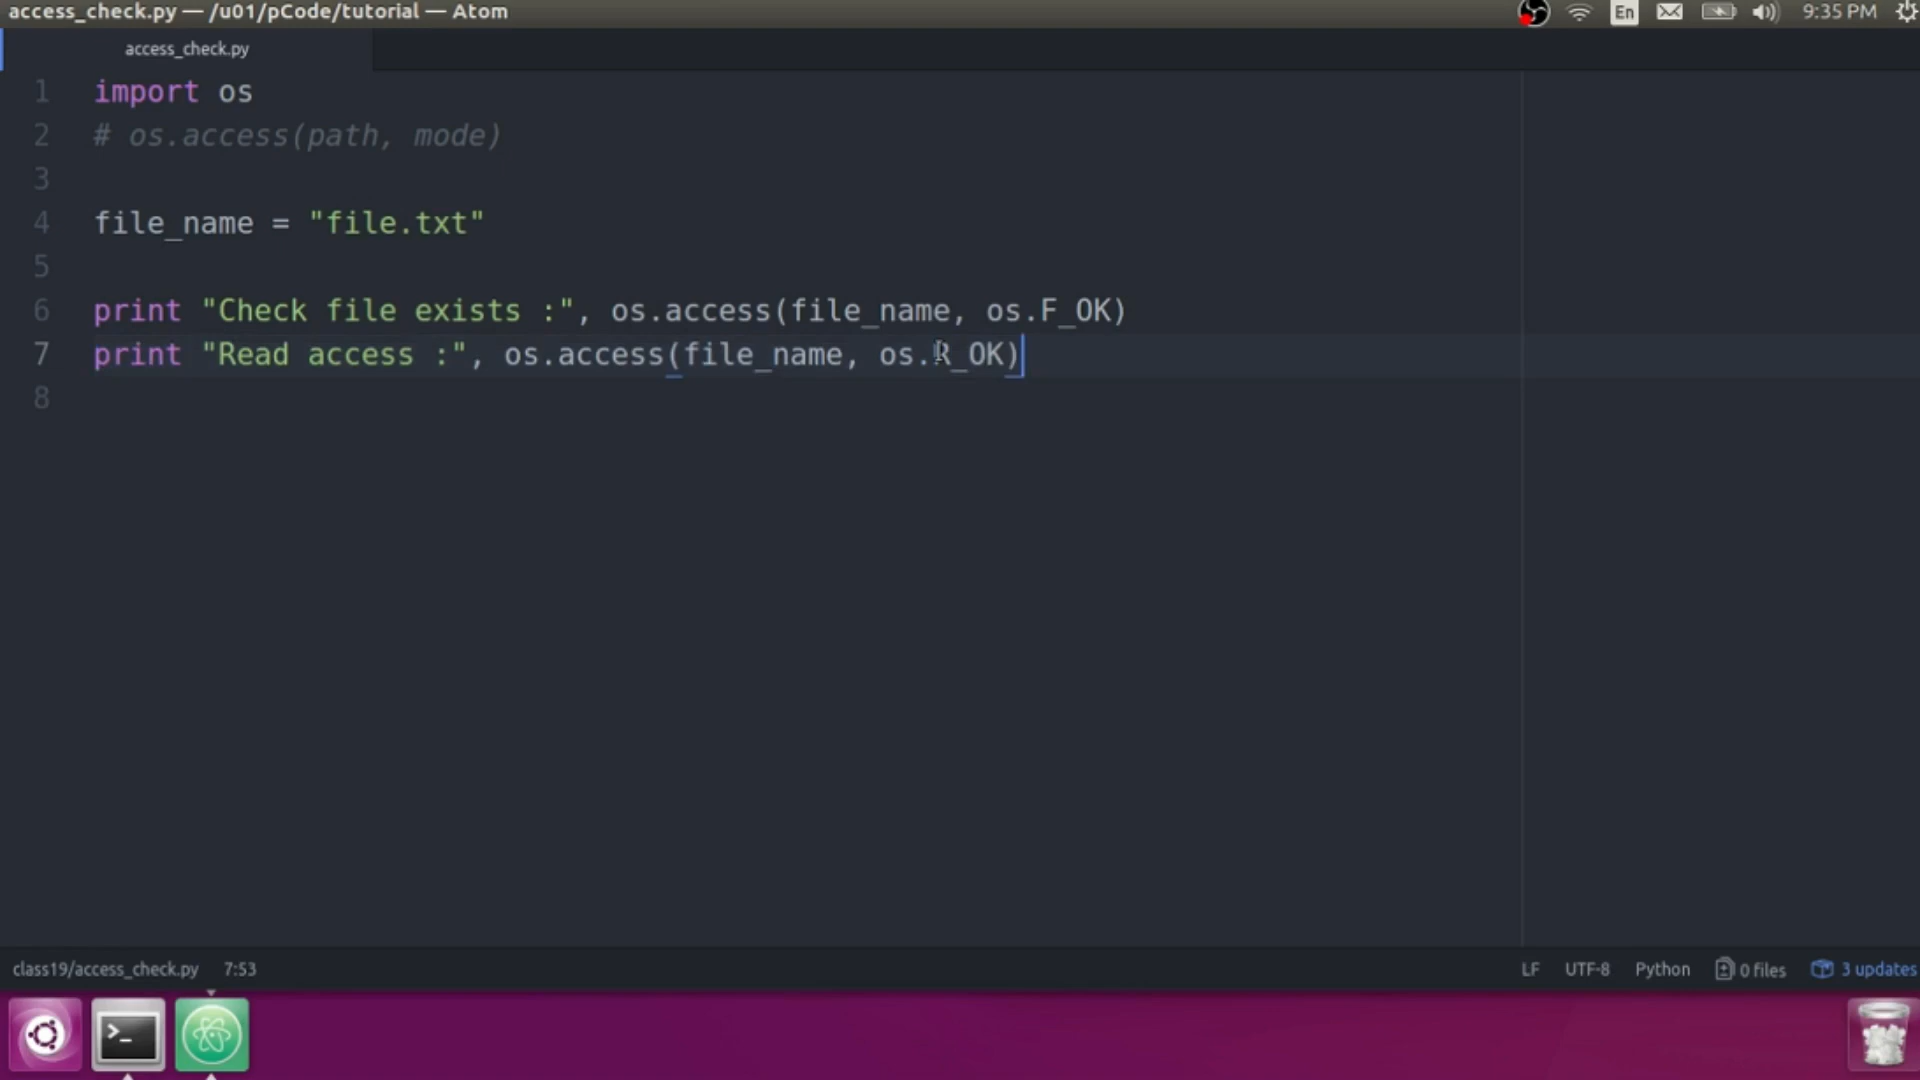 access_check.py — /u01/pCode/tutorial — Atom
En
9:35 PM
access_check.py
1 import os
2 # os.access(path, mode)
3
4 file_name = "file.txt"
5
6 print "Check file exists :", os.access(file_name, os.F_OK)
7 print "Read access :", os.access(file_name, os.R_OK)
8
class19/access_check.py 7:53 LF UTF-8 Python 0 files 3 updates
>_